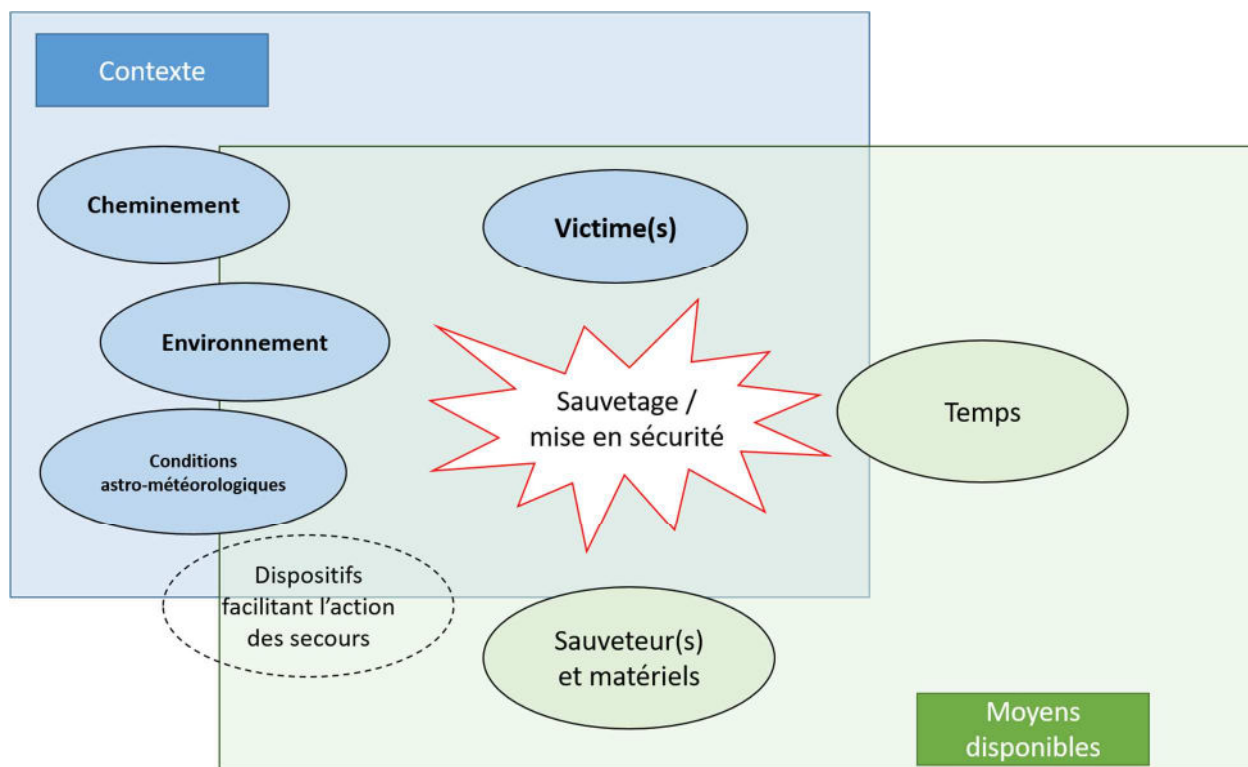 Contexte
Cheminement
Victime(s)
Environnement
Sauvetage /
mise en sécurité
Temps
Conditions
astro-météorologiques
Dispositifs
facilitant l’action
des secours
Sauveteur(s)
et matériels
Moyens
disponibles